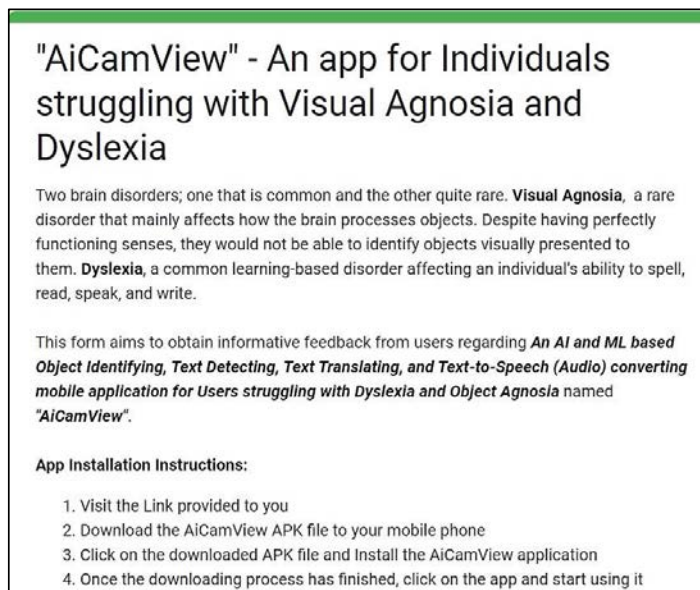 "AiCamView" - An app for Individuals
struggling with Visual Agnosia and
Dyslexia
Two brain disorders; one that is common and the other quite rare. Visual Agnosia, a rare
disorder that mainly affects how the brain processes objects. Despite having perfectly
functioning senses, they would not be able to identify objects visually presented to
them. Dyslexia, a common learning-based disorder affecting an individual's ability to spell,
read, speak, and write.
This form aims to obtain informative feedback from users regarding An AI and ML based
Object Identifying, Text Detecting, Text Translating, and Text-to-Speech (Audio) converting
mobile application for Users struggling with Dyslexia and Object Agnosia named
"AiCamView".
App Installation Instructions:
1. Visit the Link provided to you
2. Download the AiCamView APK file to your mobile phone
3. Click on the downloaded APK file and Install the AiCamView application
4. Once the downloading process has finished, click on the app and start using it